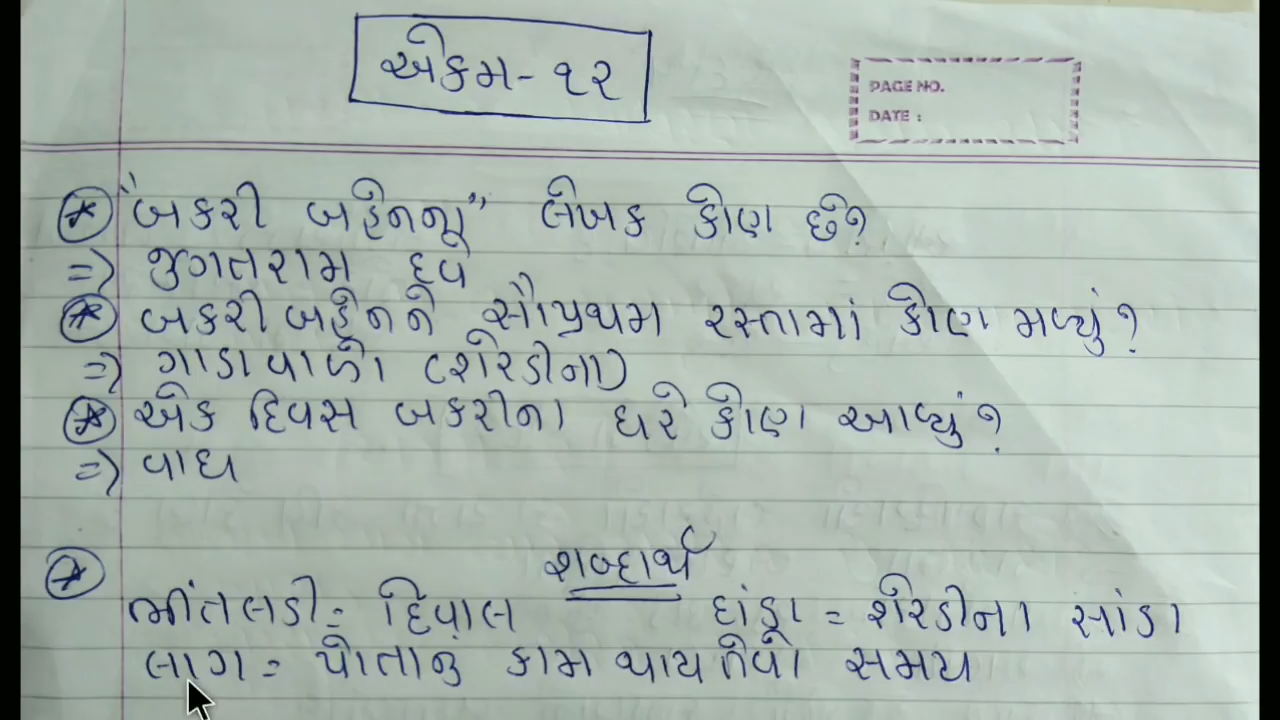 એકમ - ૧૨
PAGE NO.
DATE :
"બકરી બહેનના" લેખક કોણ છે?
=> જુગતરામ દવે
બકરી બહેનને સૌપ્રથમ રસ્તામાં કોણ મળ્યું?
=> ગાડાવાળો (શેરડીના)
એક દિવસ બકરીના ઘરે કોણ આવ્યું?
=> વાઘ
શબ્દાર્થ
ભીંતલડી = દિવાલ દાંડા = શેરડીના સાંઠા
લાગ = પોતાનુ કામ થાય તેવો સમય